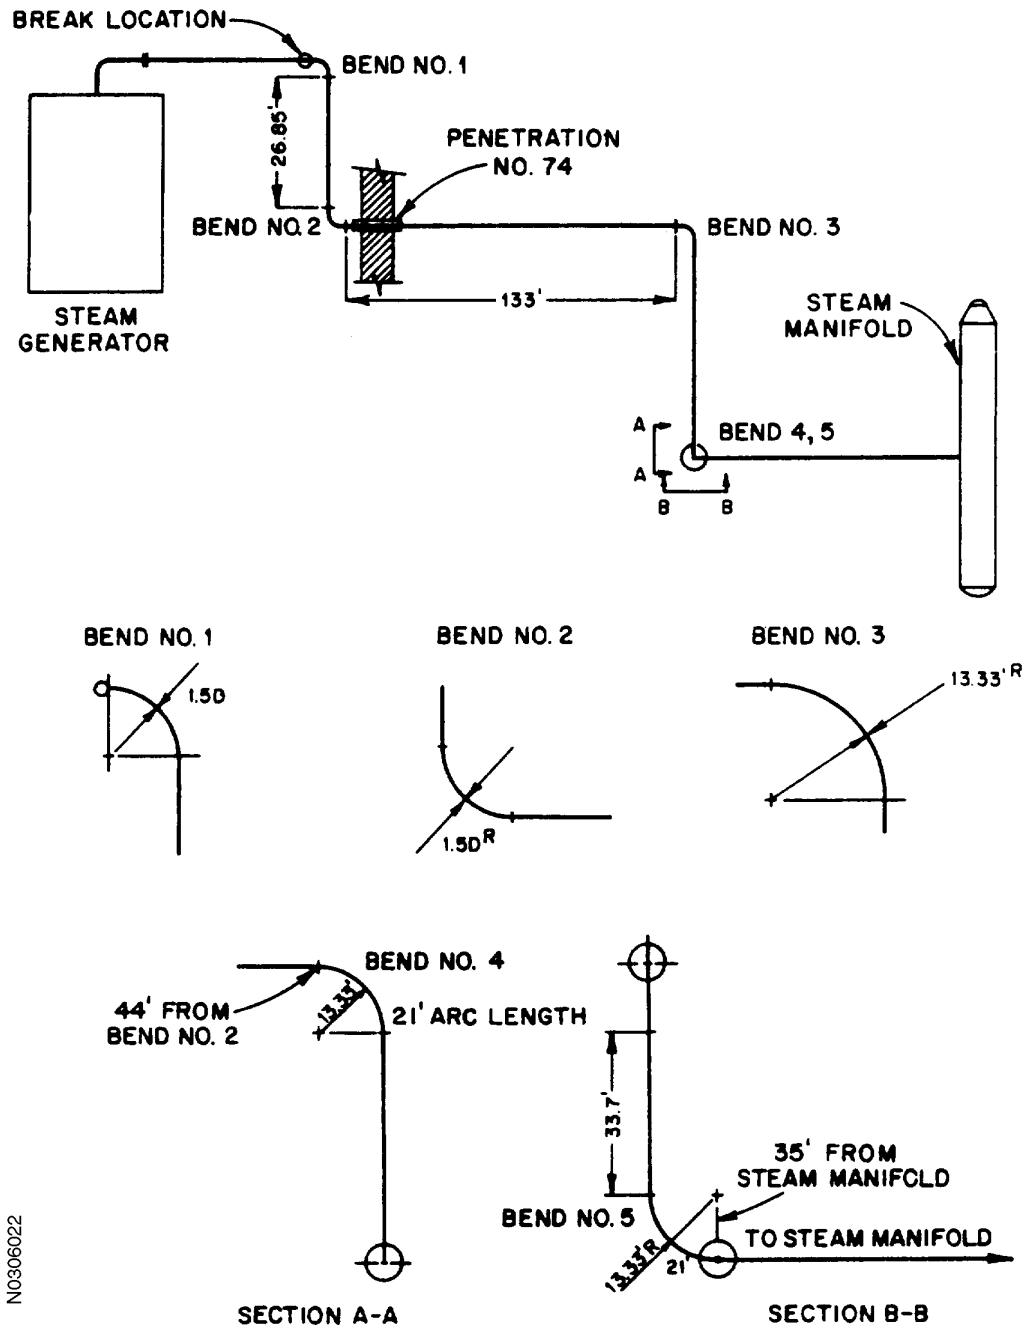 BREAK LOCATION
BEND NO. 1
26.85'
PENETRATION
NO. 74
BEND NO. 2
BEND NO. 3
133'
STEAM
GENERATOR
STEAM
MANIFOLD
A
BEND 4, 5
A
B
B
BEND NO. 1
BEND NO. 2
BEND NO. 3
1.5D
13.33' R
1.5D R
BEND NO. 4
13.33'
44' FROM
BEND NO. 2
21' ARC LENGTH
33.7'
35' FROM
STEAM MANIFOLD
BEND NO. 5
TO STEAM MANIFOLD
13.33' R
21'
SECTION A-A
SECTION B-B
N0306022